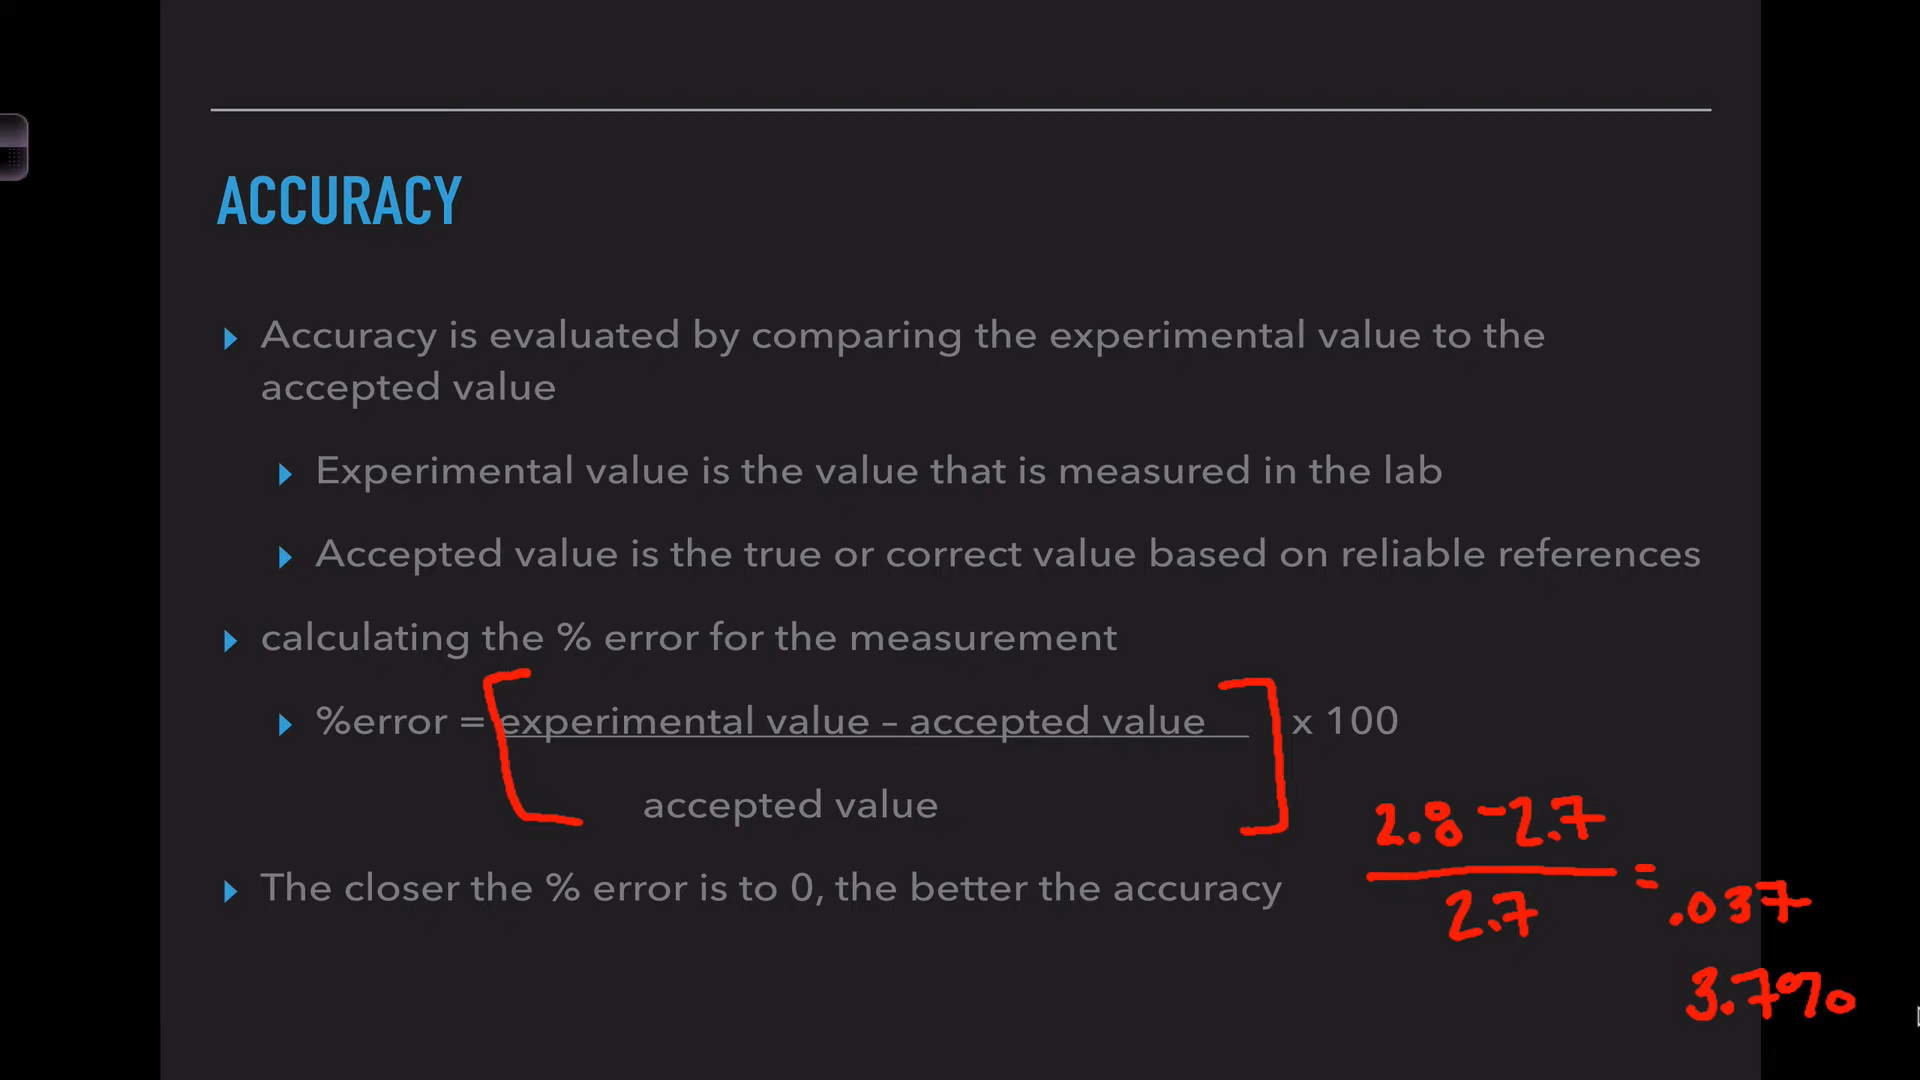 ACCURACY
Accuracy is evaluated by comparing the experimental value to the
accepted value
Experimental value is the value that is measured in the lab
Accepted value is the true or correct value based on reliable references
calculating the % error for the measurement
%error = [experimental value – accepted value] x 100
accepted value
The closer the % error is to 0, the better the accuracy
2.8 - 2.7
2.7
= .037
3.7%